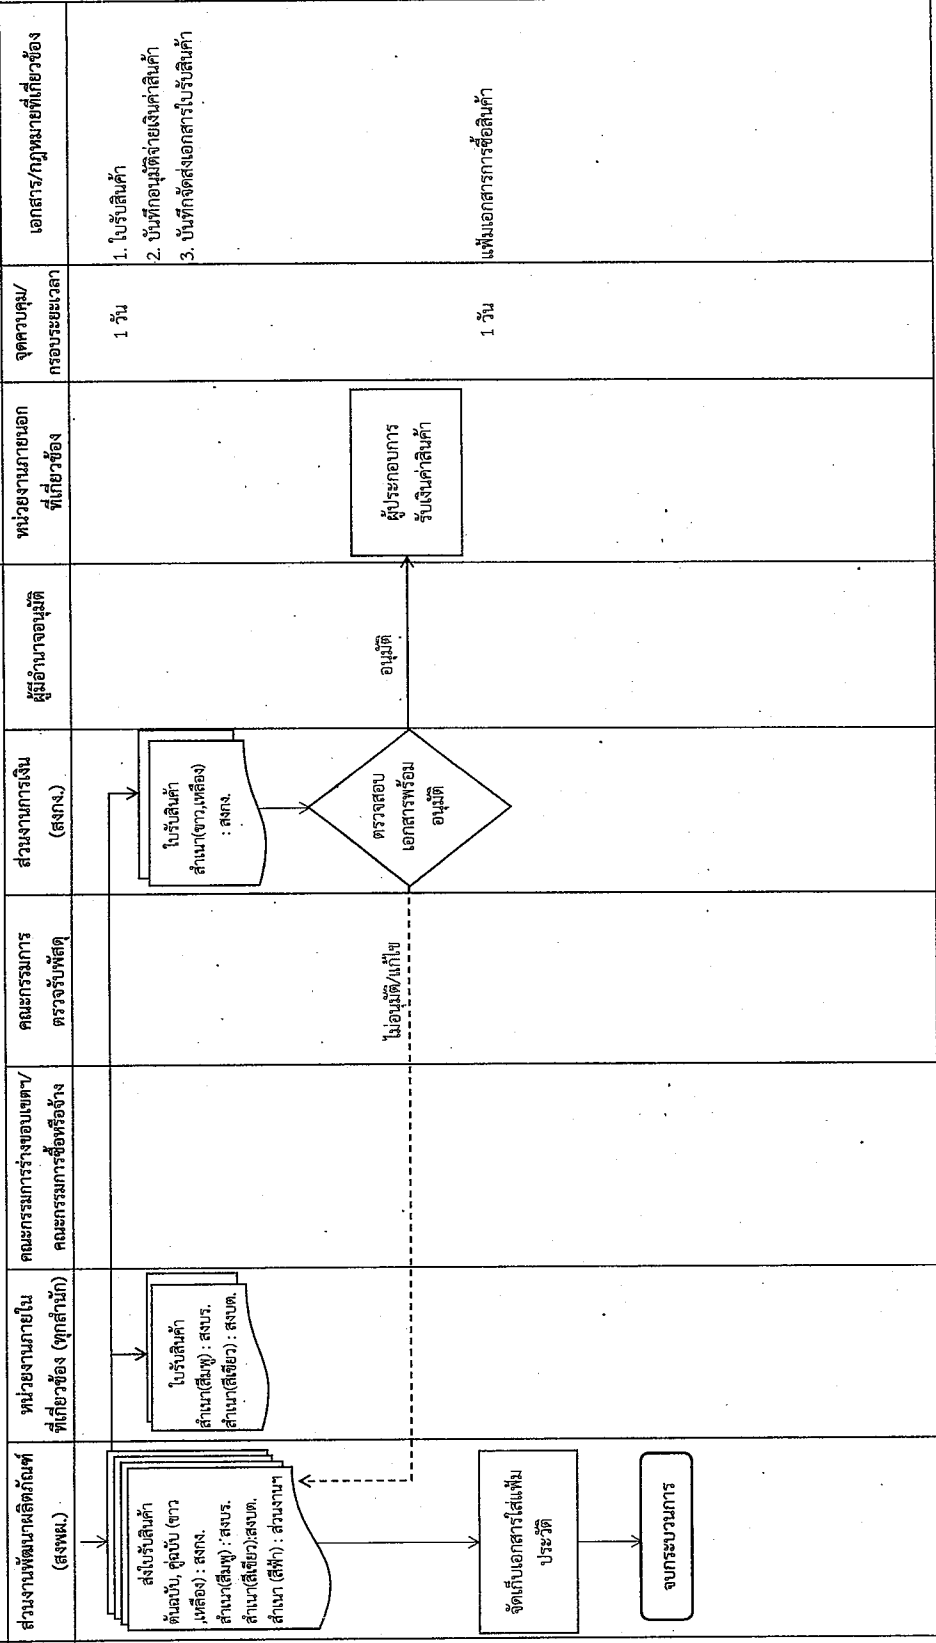 ส่วนงานพัฒนาผลิตภัณฑ์
(สงพผ.)
หน่วยงานภายใน
ที่เกี่ยวข้อง (ทุกสำนัก)
คณะกรรมการร่างขอบเขตฯ/
คณะกรรมการซื้อหรือจ้าง
คณะกรรมการ
ตรวจรับพัสดุ
ส่วนงานการเงิน
(สงกง.)
ผู้มีอำนาจอนุมัติ
หน่วยงานภายนอก
ที่เกี่ยวข้อง
จุดควบคุม/
กรอบระยะเวลา
เอกสาร/กฎหมายที่เกี่ยวข้อง
ส่งใบรับสินค้า
ต้นฉบับ, คู่ฉบับ (ขาว
,เหลือง) : สงกง.
สำเนา(สีมพู) : สงบร.
สำเนา(สีเขียว):สงบต.
สำเนา (สีฟ้า) : ส่วนงานฯ
ใบรับสินค้า
สำเนา(สีมพู) : สงบร.
สำเนา(สีเขียว) : สงบต.
ใบรับสินค้า
สำเนา(ขาว,เหลือง)
: สงกง.
1 วัน
1. ใบรับสินค้า
2. บันทึกอนุมัติจ่ายเงินค่าสินค้า
3. บันทึกจัดส่งเอกสารใบรับสินค้า
ไม่อนุมัติ/แก้ไข
ตรวจสอบ
เอกสารพร้อม
อนุมัติ
อนุมัติ
ผู้ประกอบการ
รับเงินค่าสินค้า
จัดเก็บเอกสารใส่แฟ้ม
ประวัติ
1 วัน
แฟ้มเอกสารการซื้อสินค้า
จบกระบวนการ